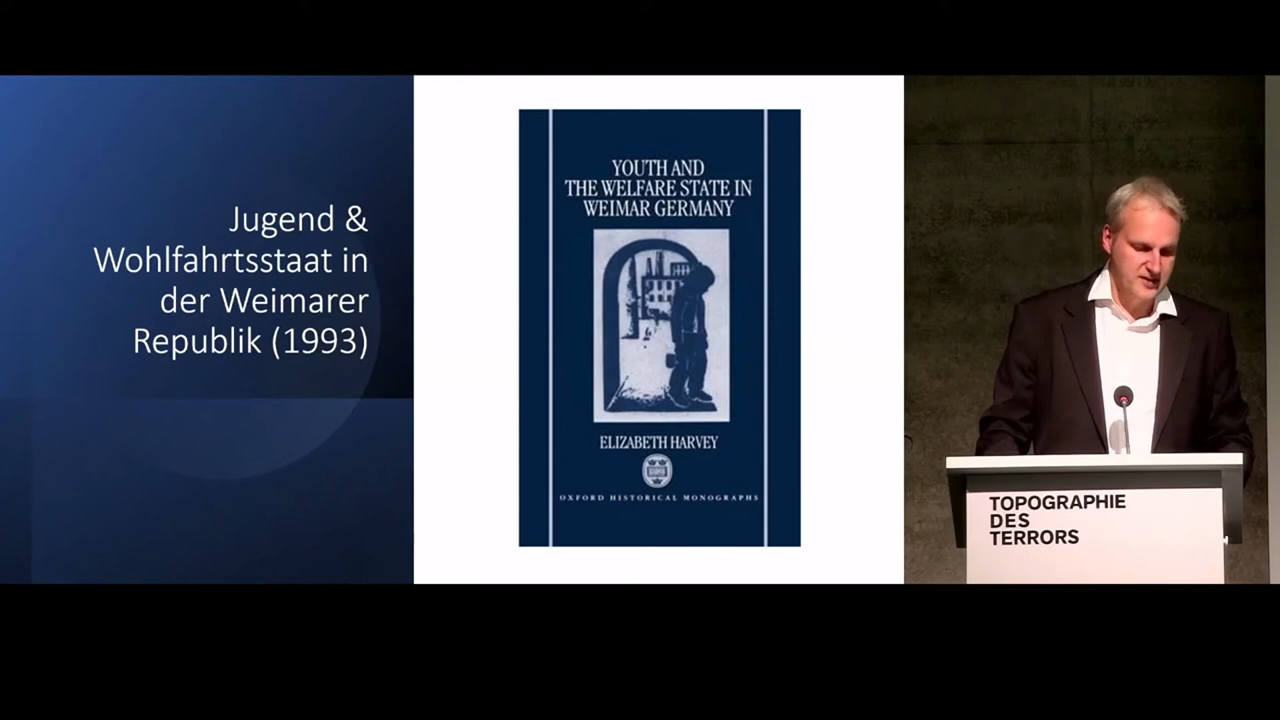 Jugend &
Wohlfahrtsstaat in
der Weimarer
Republik (1993)
YOUTH AND
THE WELFARE STATE IN
WEIMAR GERMANY
ELIZABETH HARVEY
OXFORD HISTORICAL MONOGRAPHS
TOPOGRAPHIE
DES
TERRORS